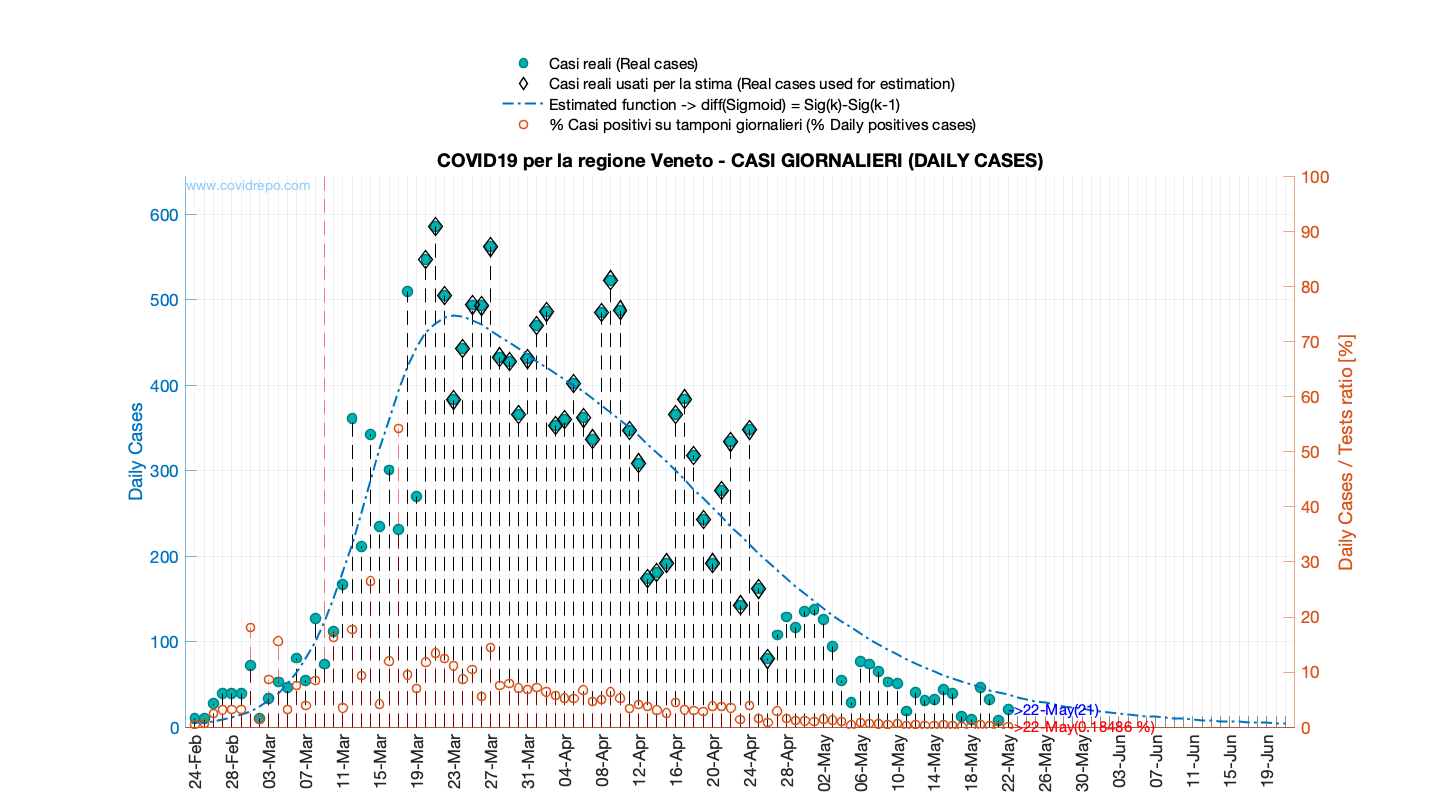 Casi reali (Real cases)
Casi reali usati per la stima (Real cases used for estimation)
Estimated function -> diff(Sigmoid) = Sig(k)-Sig(k-1)
% Casi positivi su tamponi giornalieri (% Daily positives cases)
COVID19 per la regione Veneto - CASI GIORNALIERI (DAILY CASES)
www.covidrepo.com
Daily Cases
600
500
400
300
200
100
0
100
90
80
70
60
50
40
30
20
10
0
Daily Cases / Tests ratio [%]
->22-May(21)
->22-May(0.18486 %)
24-Feb
28-Feb
03-Mar
07-Mar
11-Mar
15-Mar
19-Mar
23-Mar
27-Mar
31-Mar
04-Apr
08-Apr
12-Apr
16-Apr
20-Apr
24-Apr
28-Apr
02-May
06-May
10-May
14-May
18-May
22-May
26-May
30-May
03-Jun
07-Jun
11-Jun
15-Jun
19-Jun